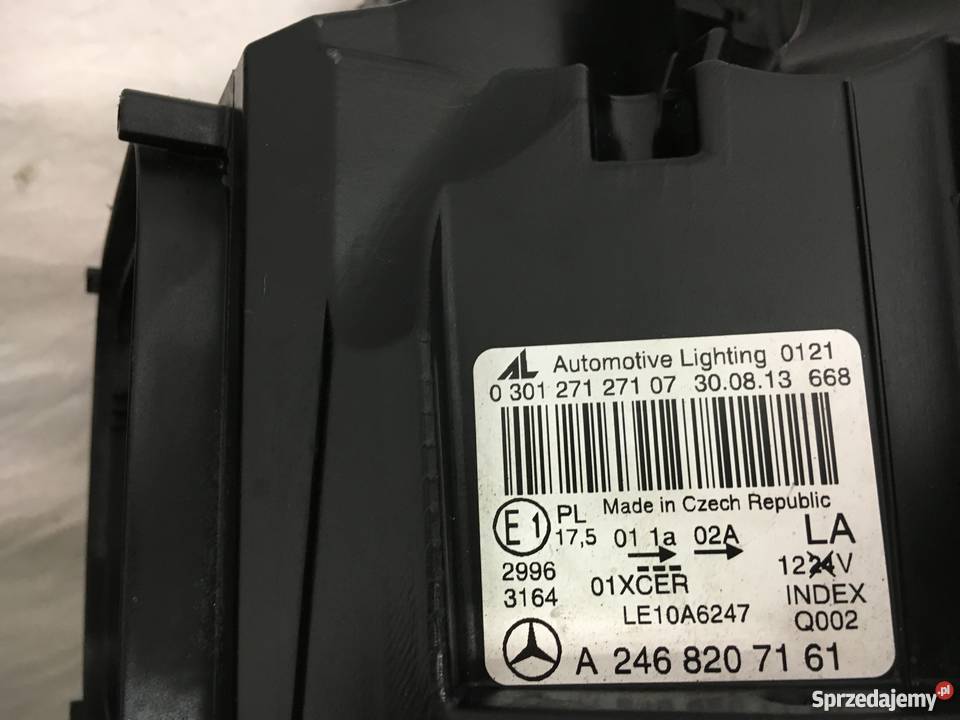 AL Automotive Lighting 0121
0 301 271 271 07 30.08.13 668
Made in Czech Republic
E1 PL 17,5 01 1a 02A LA
2996
3164
01XCER
1224V
LE10A6247
INDEX
Q002
A 246 820 71 61
Sprzedajemy.pl